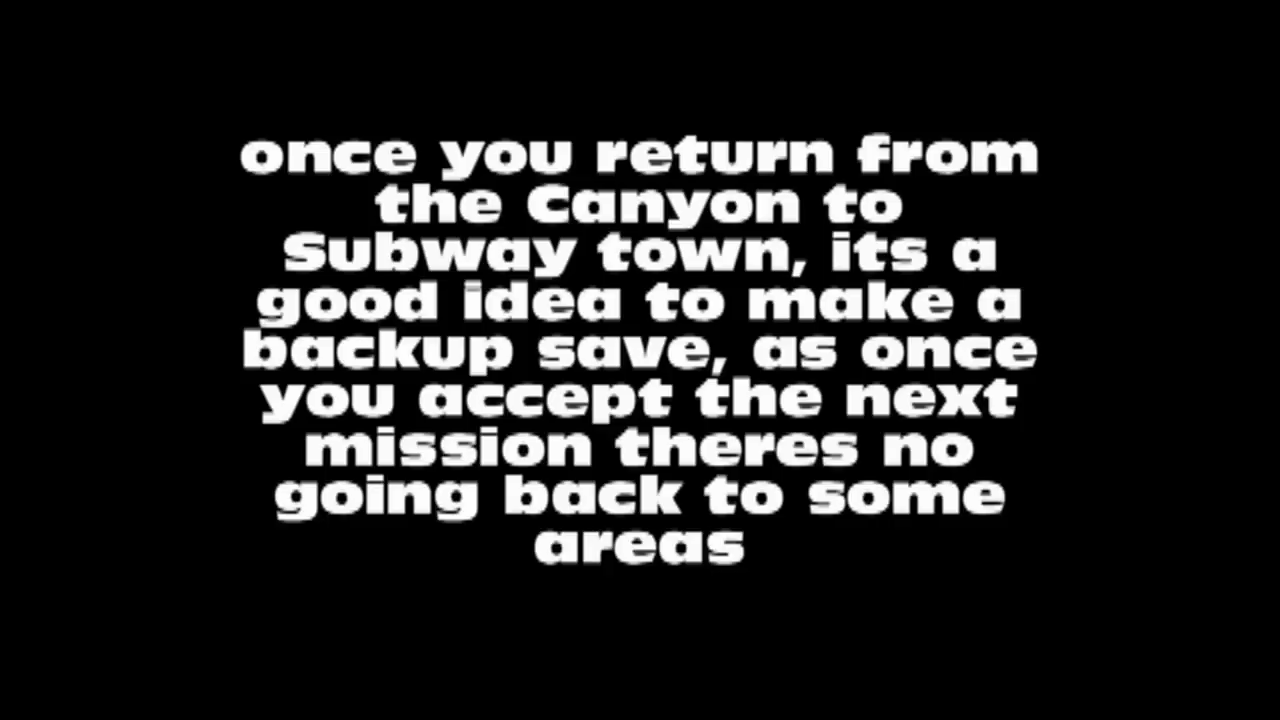 once you return from
the Canyon to
Subway town, its a
good idea to make a
backup save, as once
you accept the next
mission theres no
going back to some
areas